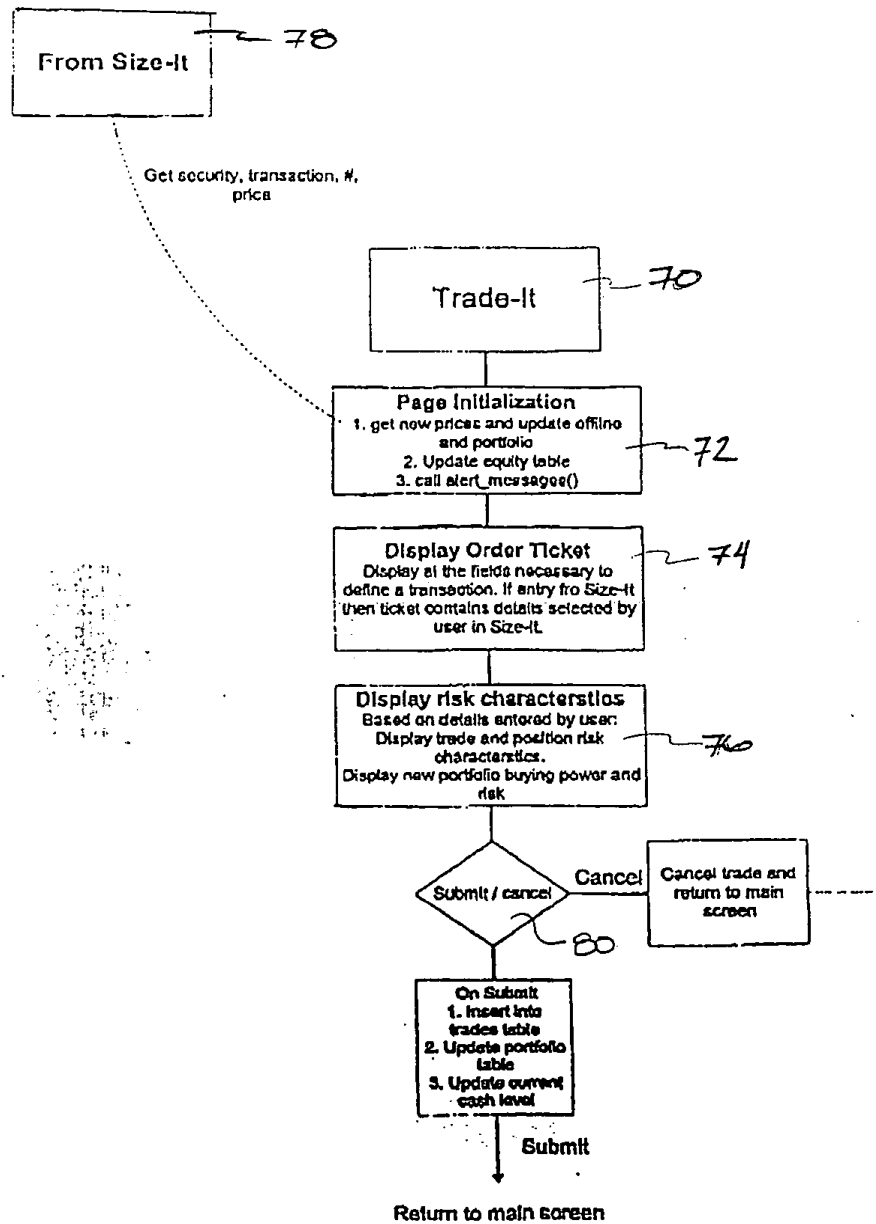 From Size-It
78
Get security, transaction, #,
price
Trade-It
70
Page Initialization
1. get new prices and update offline
and portfolio
2. Update equity table
3. call alert_messages()
72
Display Order Ticket
Display al the fields necessary to
define a transaction. If entry fro Size-It
then ticket contains details selected by
user in Size-It.
74
Display risk characterstics
Based on details entered by user:
Display trade and position risk
characterstics.
Display new portfolio buying power and
risk
76
Submit / cancel
Cancel
Cancel trade and
return to main
screen
80
On Submit
1. Insert into
trades table
2. Update portfolio
table
3. Update current
cash level
Submit
Return to main screen